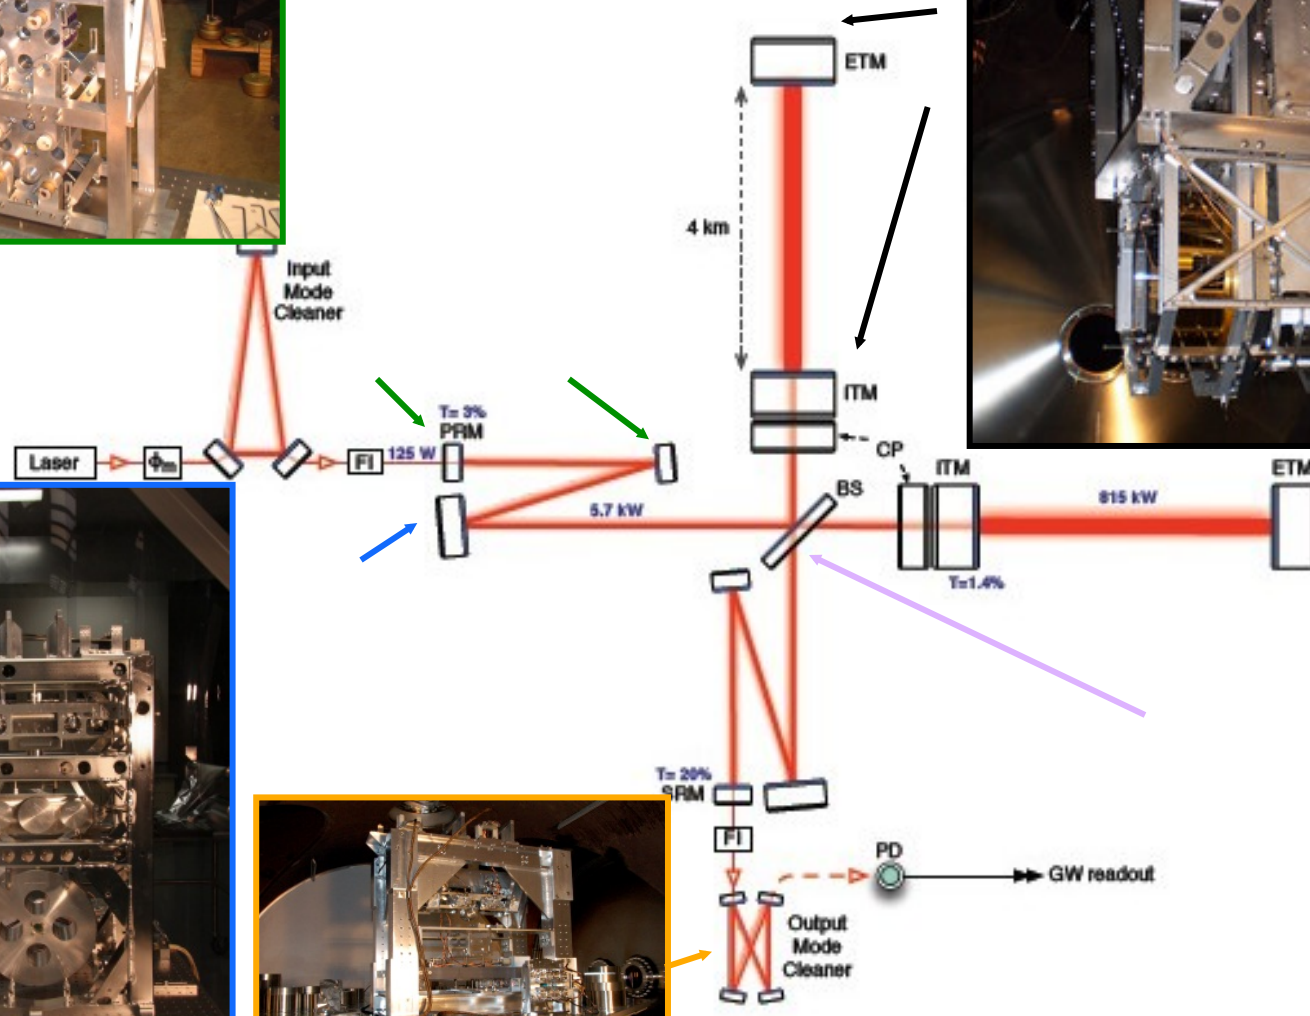 ETM
4 km
Input
Mode
Cleaner
ITM
T= 3%
PRM
CP
Laser
Φm
FI
125 W
ITM
ETM
BS
5.7 kW
815 kW
T=1.4%
T= 20%
SRM
FI
PD
GW readout
Output
Mode
Cleaner